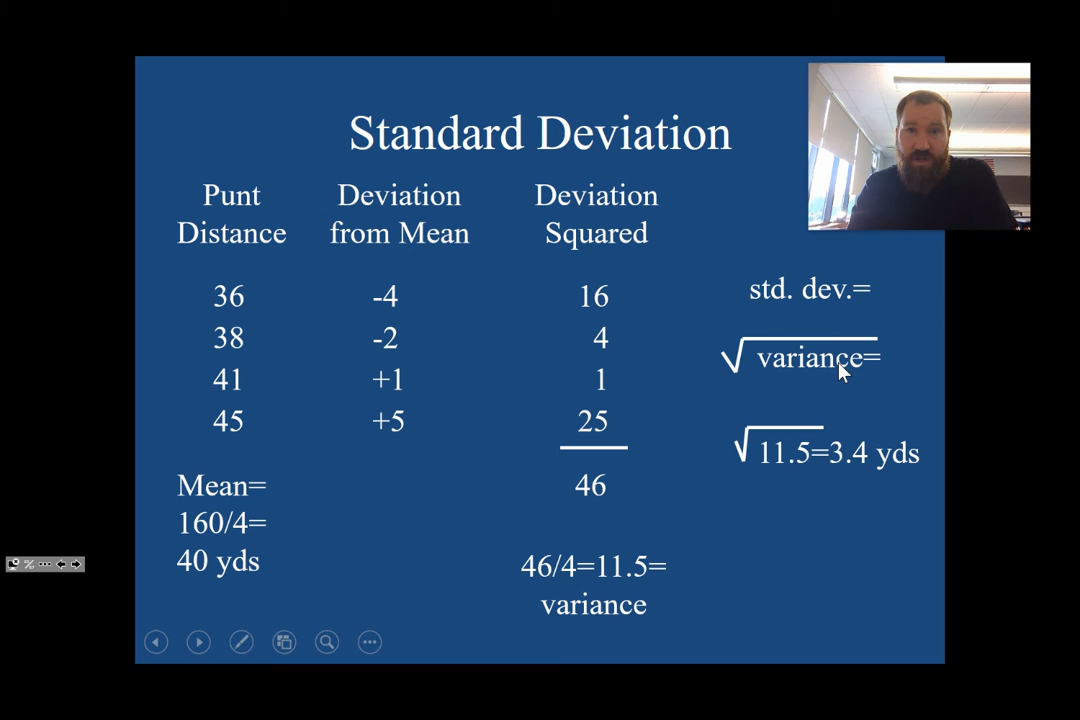 Standard Deviation
Punt Distance
36
38
41
45
Mean=
160/4=
40 yds
Deviation from Mean
-4
-2
+1
+5
Deviation Squared
16
4
1
25
46
46/4=11.5=
variance
std. dev.=
√variance=
√11.5=3.4 yds